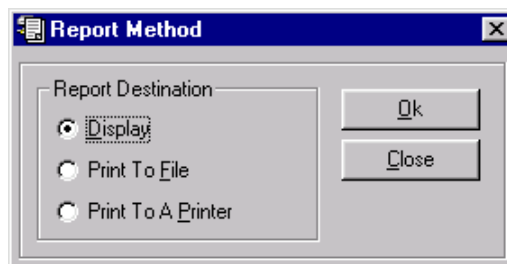 Report Method
Report Destination
Display
Print To File
Print To A Printer
Ok
Close